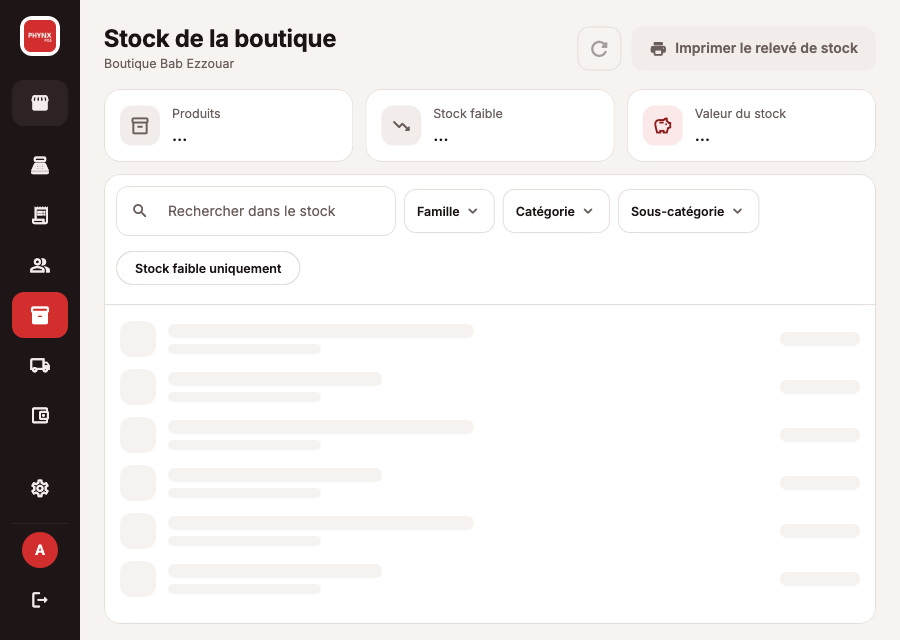 PHYNX
POS
Stock de la boutique
Boutique Bab Ezzouar
Imprimer le relevé de stock
Produits
...
Stock faible
...
Valeur du stock
...
Rechercher dans le stock
Famille
Catégorie
Sous-catégorie
Stock faible uniquement
A